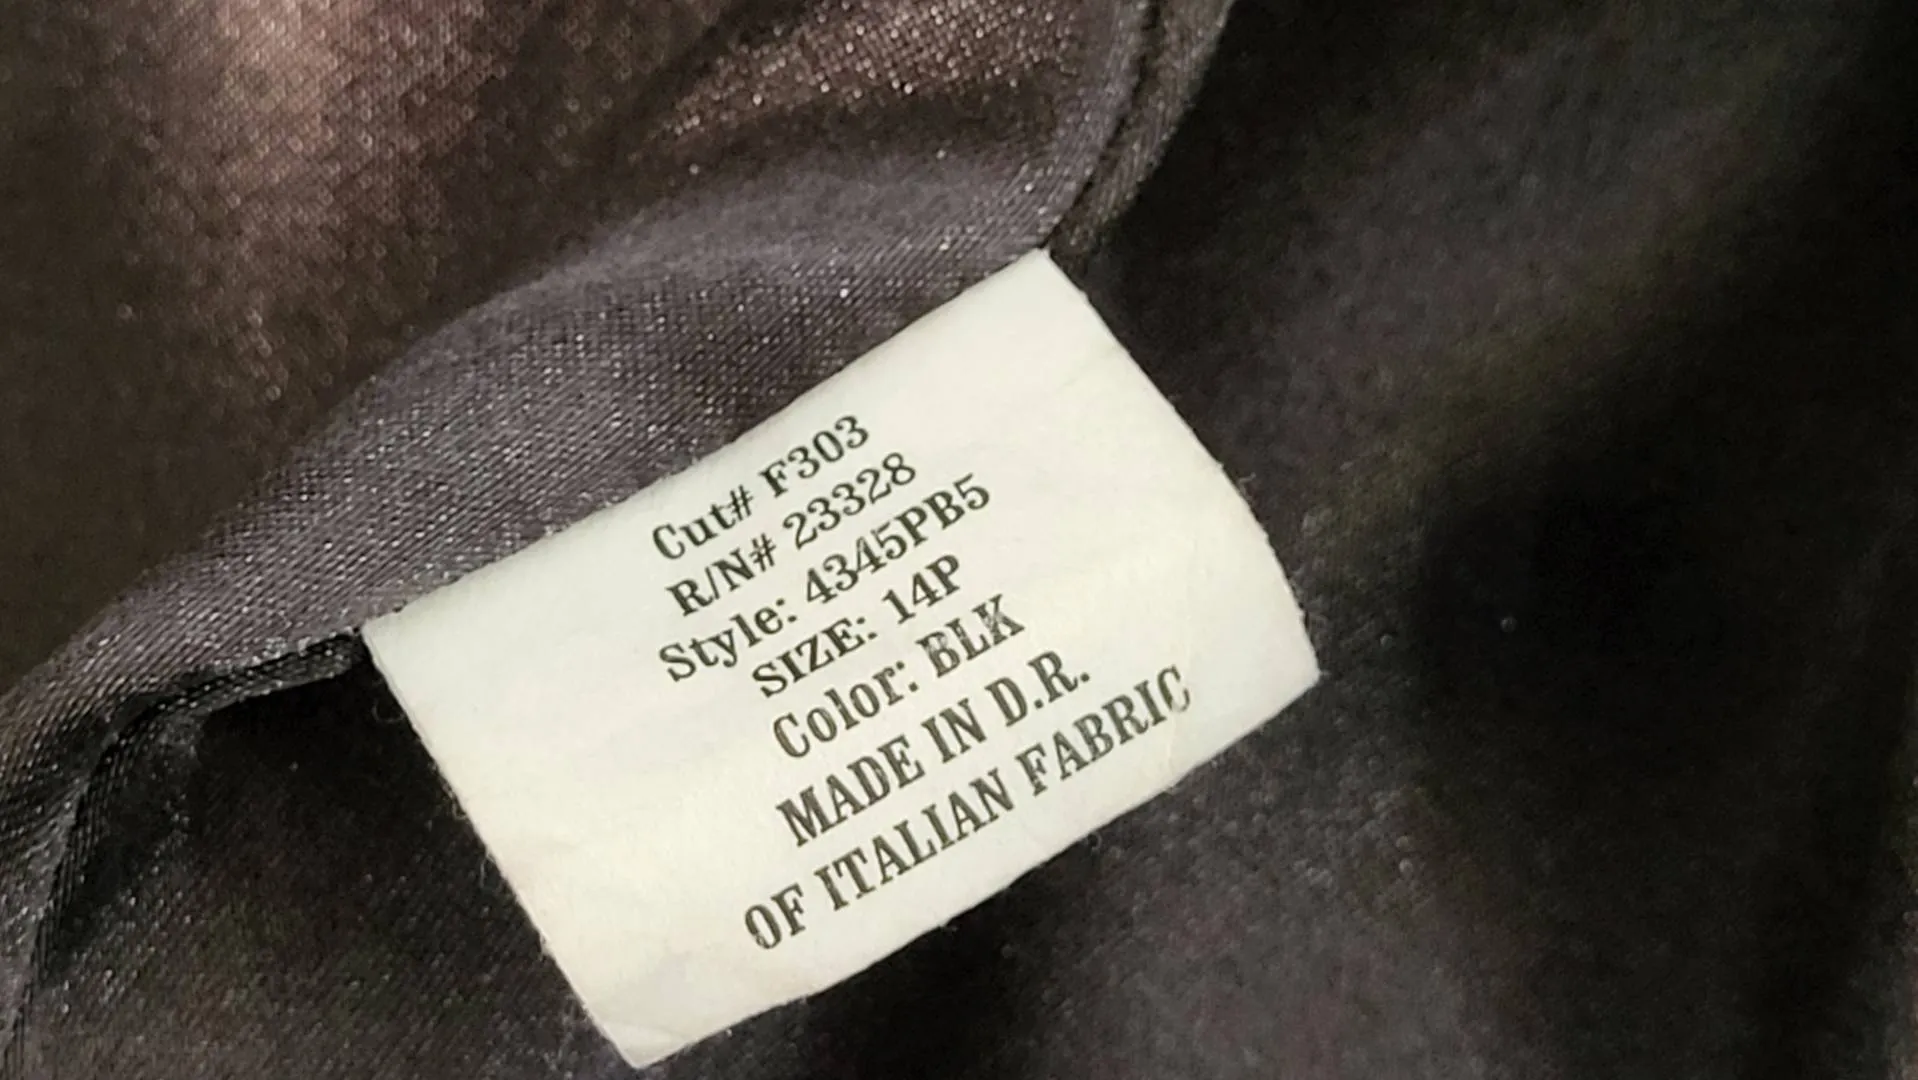 Cut# F303
R/N# 23328
Style: 4345PB5
SIZE: 14P
Color: BLK
MADE IN D.R.
OF ITALIAN FABRIC